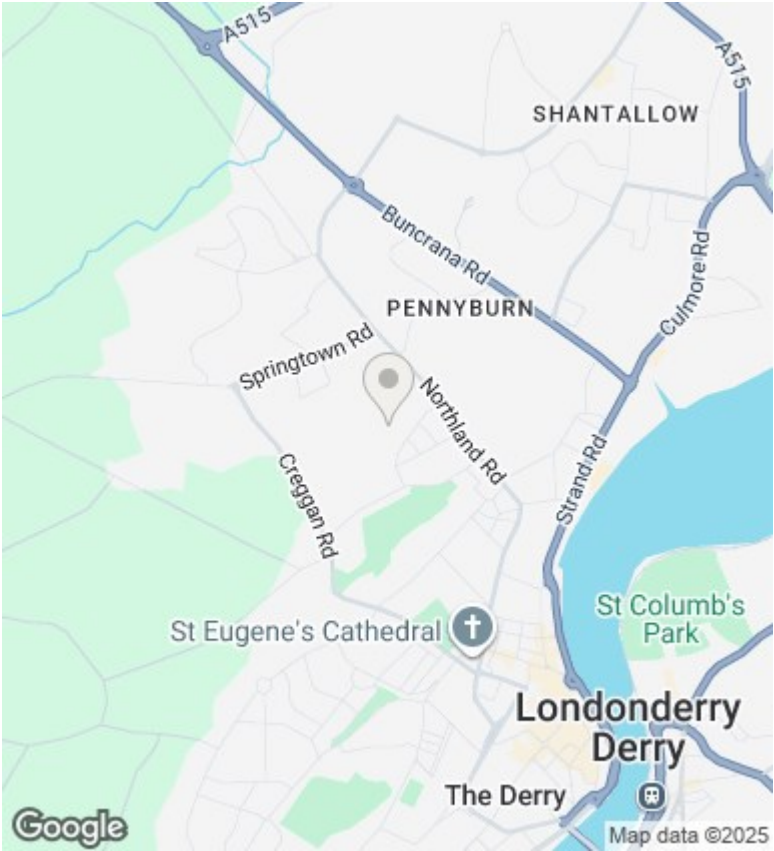 A515
A515
SHANTALLOW
Buncrana Rd
Culmore Rd
PENNYBURN
Springtown Rd
Northland Rd
Strand Rd
Creggan Rd
St Columb's
Park
St Eugene's Cathedral
Londonderry
Derry
The Derry
Google
Map data ©2025